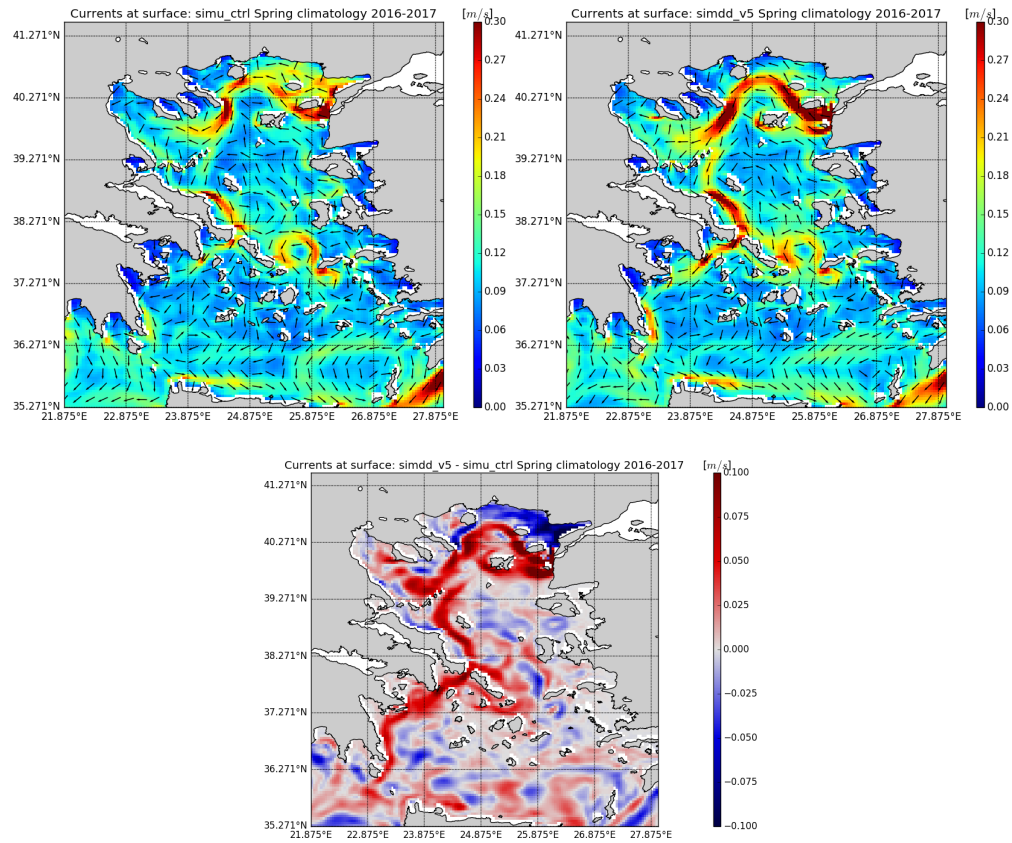 Currents at surface: simu_ctrl Spring climatology 2016-2017 [m/s]
41.271°N
40.271°N
39.271°N
38.271°N
37.271°N
36.271°N
35.271°N
21.875°E 22.875°E 23.875°E 24.875°E 25.875°E 26.875°E 27.875°E
0.30
0.27
0.24
0.21
0.18
0.15
0.12
0.09
0.06
0.03
0.00
Currents at surface: simdd_v5 Spring climatology 2016-2017 [m/s]
41.271°N
40.271°N
39.271°N
38.271°N
37.271°N
36.271°N
35.271°N
21.875°E 22.875°E 23.875°E 24.875°E 25.875°E 26.875°E 27.875°E
0.30
0.27
0.24
0.21
0.18
0.15
0.12
0.09
0.06
0.03
0.00
Currents at surface: simdd_v5 - simu_ctrl Spring climatology 2016-2017 [m/s]
41.271°N
40.271°N
39.271°N
38.271°N
37.271°N
36.271°N
35.271°N
21.875°E 22.875°E 23.875°E 24.875°E 25.875°E 26.875°E 27.875°E
0.100
0.075
0.050
0.025
0.000
−0.025
−0.050
−0.075
−0.100